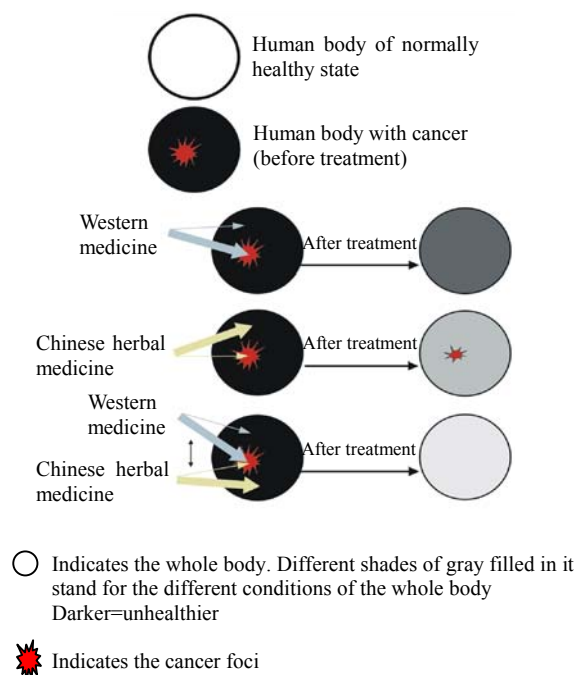 Human body of normally
healthy state
Human body with cancer
(before treatment)
Western
medicine
After treatment
Chinese herbal
medicine
After treatment
Western
medicine
Chinese herbal
medicine
After treatment
Indicates the whole body. Different shades of gray filled in it
stand for the different conditions of the whole body
Darker=unhealthier
Indicates the cancer foci